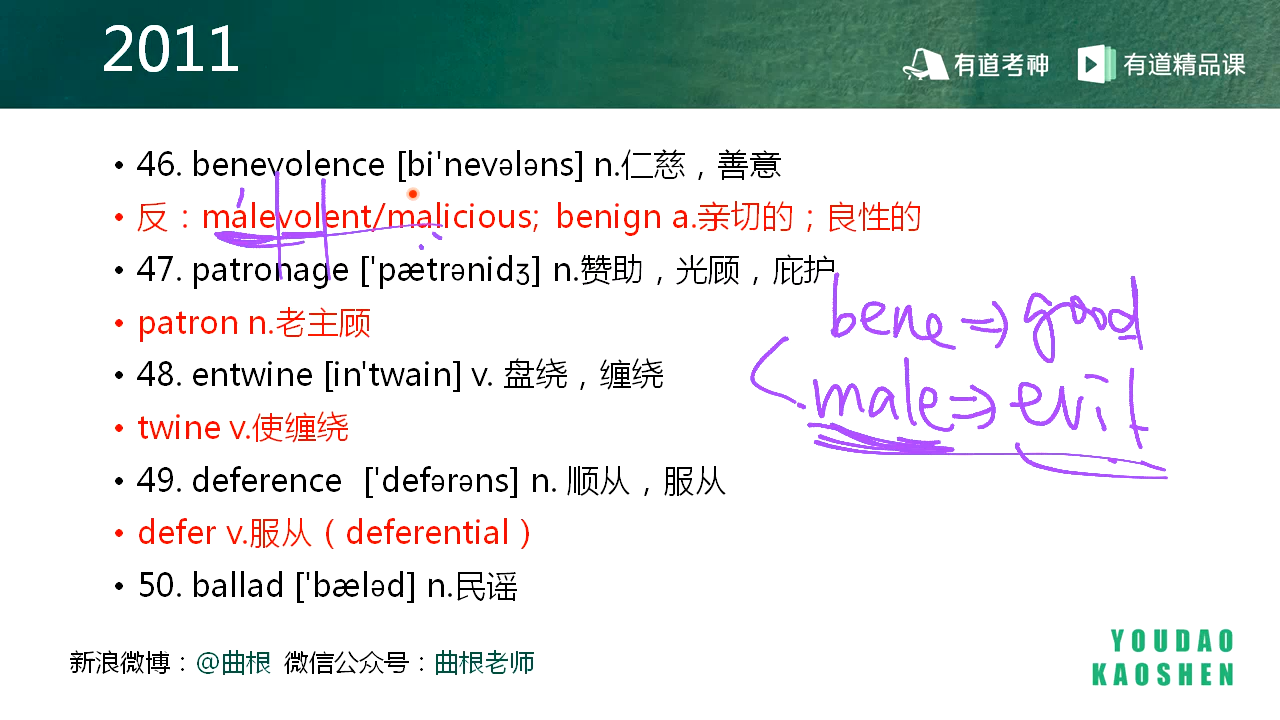 2011
有道考神
有道精品课
• 46. benevolence [bi'nevələns] n.仁慈，善意
• 反：malevolent/malicious; benign a.亲切的；良性的
• 47. patronage ['pætrəniʤ] n.赞助，光顾，庇护
• patron n.老主顾
• 48. entwine [in'twain] v. 盘绕，缠绕
• twine v.使缠绕
• 49. deference ['defərəns] n. 顺从，服从
• defer v.服从（deferential）
• 50. ballad ['bæləd] n.民谣
bene ⇒ good
male ⇒ evil
新浪微博：@曲根 微信公众号：曲根老师
YOUDAO
KAOSHEN